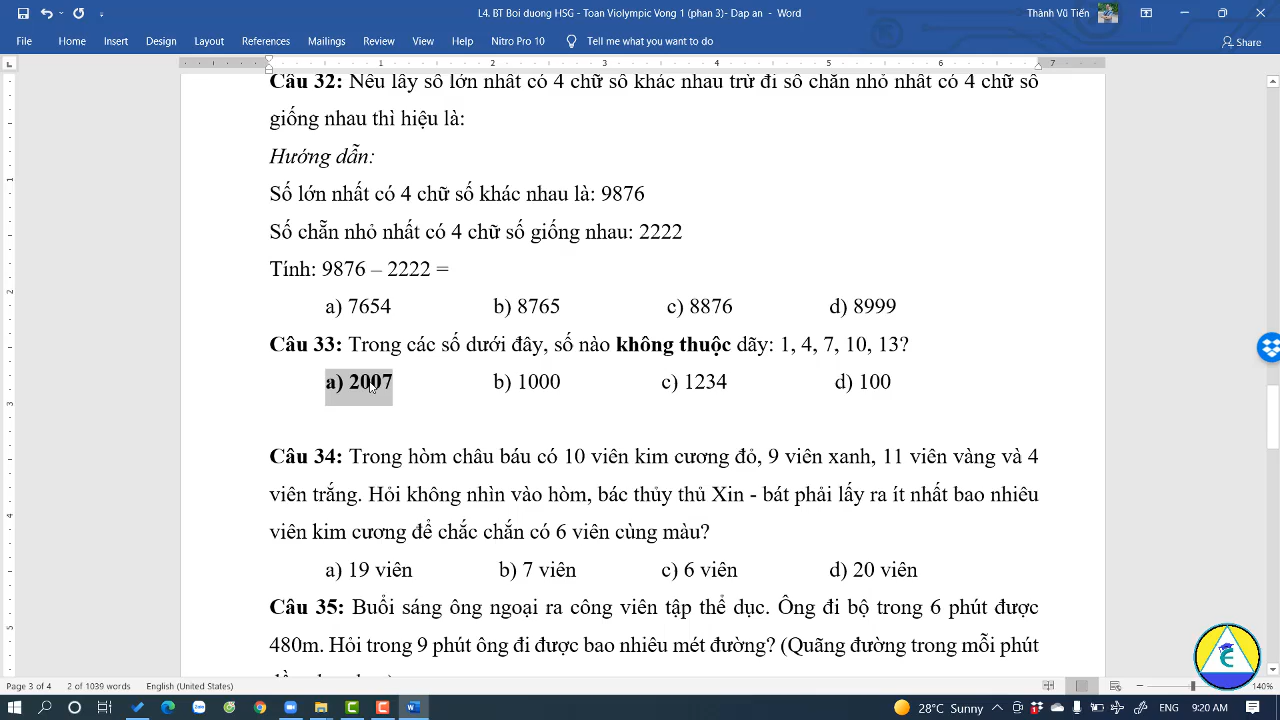 L4. BT Boi duong HSG - Toan Violympic Vong 1 (phan 3)- Dap an - Word
Thành Vũ Tiến
File Home Insert Design Layout References Mailings Review View Help Nitro Pro 10 Tell me what you want to do Share
1 2 3 4 5 6 7
Câu 32: Nếu lấy số lớn nhất có 4 chữ số khác nhau trừ đi số chẵn nhỏ nhất có 4 chữ số
giống nhau thì hiệu là:
Hướng dẫn:
Số lớn nhất có 4 chữ số khác nhau là: 9876
Số chẵn nhỏ nhất có 4 chữ số giống nhau: 2222
Tính: 9876 – 2222 =
a) 7654 b) 8765 c) 8876 d) 8999
Câu 33: Trong các số dưới đây, số nào không thuộc dãy: 1, 4, 7, 10, 13?
a) 2007 b) 1000 c) 1234 d) 100
Câu 34: Trong hòm châu báu có 10 viên kim cương đỏ, 9 viên xanh, 11 viên vàng và 4
viên trắng. Hỏi không nhìn vào hòm, bác thủy thủ Xin - bát phải lấy ra ít nhất bao nhiêu
viên kim cương để chắc chắn có 6 viên cùng màu?
a) 19 viên b) 7 viên c) 6 viên d) 20 viên
Câu 35: Buổi sáng ông ngoại ra công viên tập thể dục. Ông đi bộ trong 6 phút được
480m. Hỏi trong 9 phút ông đi được bao nhiêu mét đường? (Quãng đường trong mỗi phút
Page 3 of 4 2 of 1039 words English (United States) 140%
28°C Sunny ENG 9:20 AM